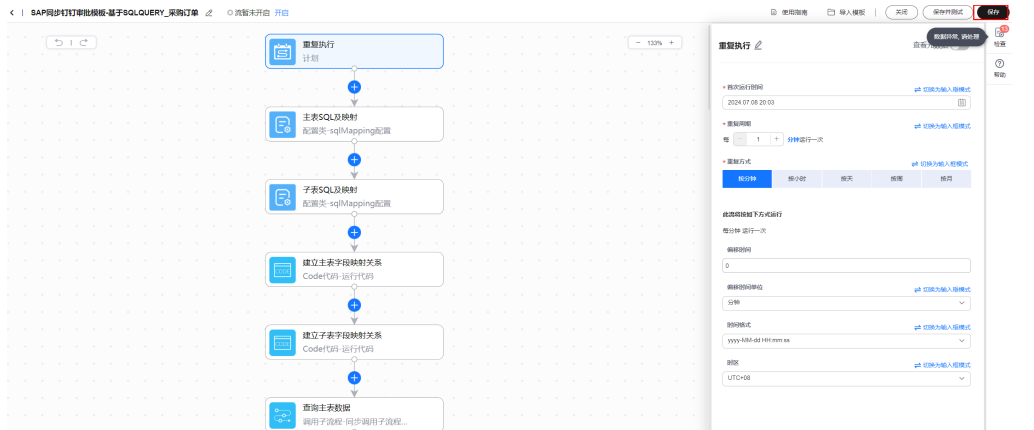 SAP同步钉钉审批模板-基于SQLQUERY_采购订单 流暂未开启 开启
使用指南 导入模板 关闭 保存并测试 保存
133%
重复执行
计划
主表SQL及映射
配置类-sqlMapping配置
子表SQL及映射
配置类-sqlMapping配置
CODE
建立主表字段映射关系
Code代码-运行代码
CODE
建立子表字段映射关系
Code代码-运行代码
查询主表数据
调用子流程-同步调用子流程...
重复执行
数据异常, 请处理
检查
帮助
* 首次运行时间 切换为输入框模式
2024.07.08 20:03
* 重复周期 切换为输入框模式
每 - 1 + 分钟运行一次
* 重复方式 切换为输入框模式
按分钟 按小时 按天 按周 按月
此流将按如下方式运行
每分钟 运行一次
偏移时间
0
偏移时间单位 切换为输入框模式
分钟
时间格式 切换为输入框模式
yyyy-MM-dd HH:mm:ss
时区 切换为输入框模式
UTC+08